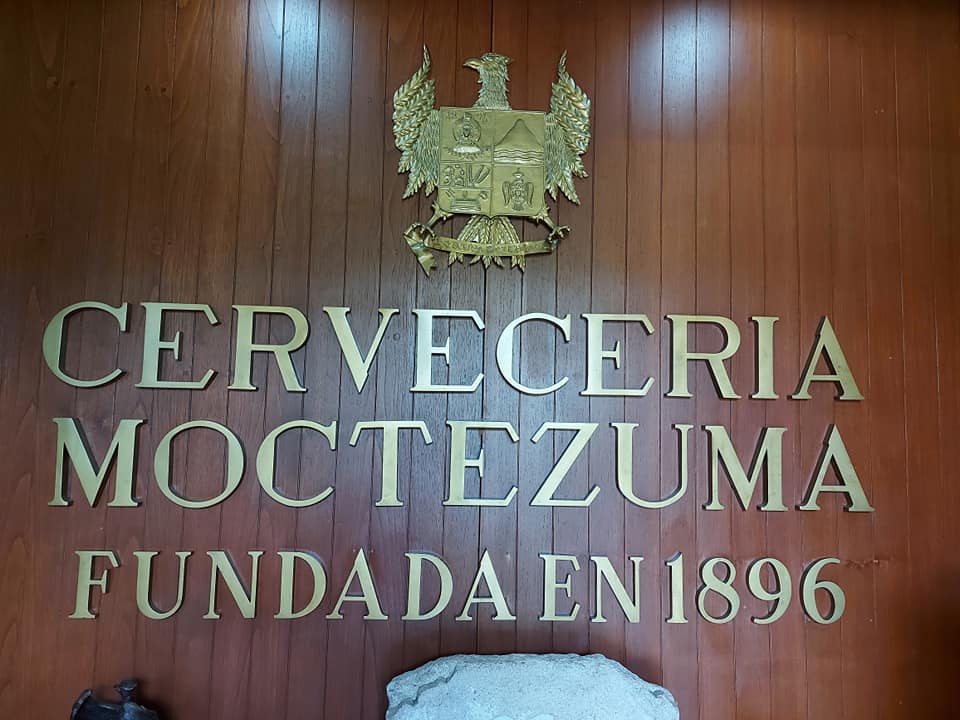 CERVECERIA
MOCTEZUMA
FUNDADA EN 1896